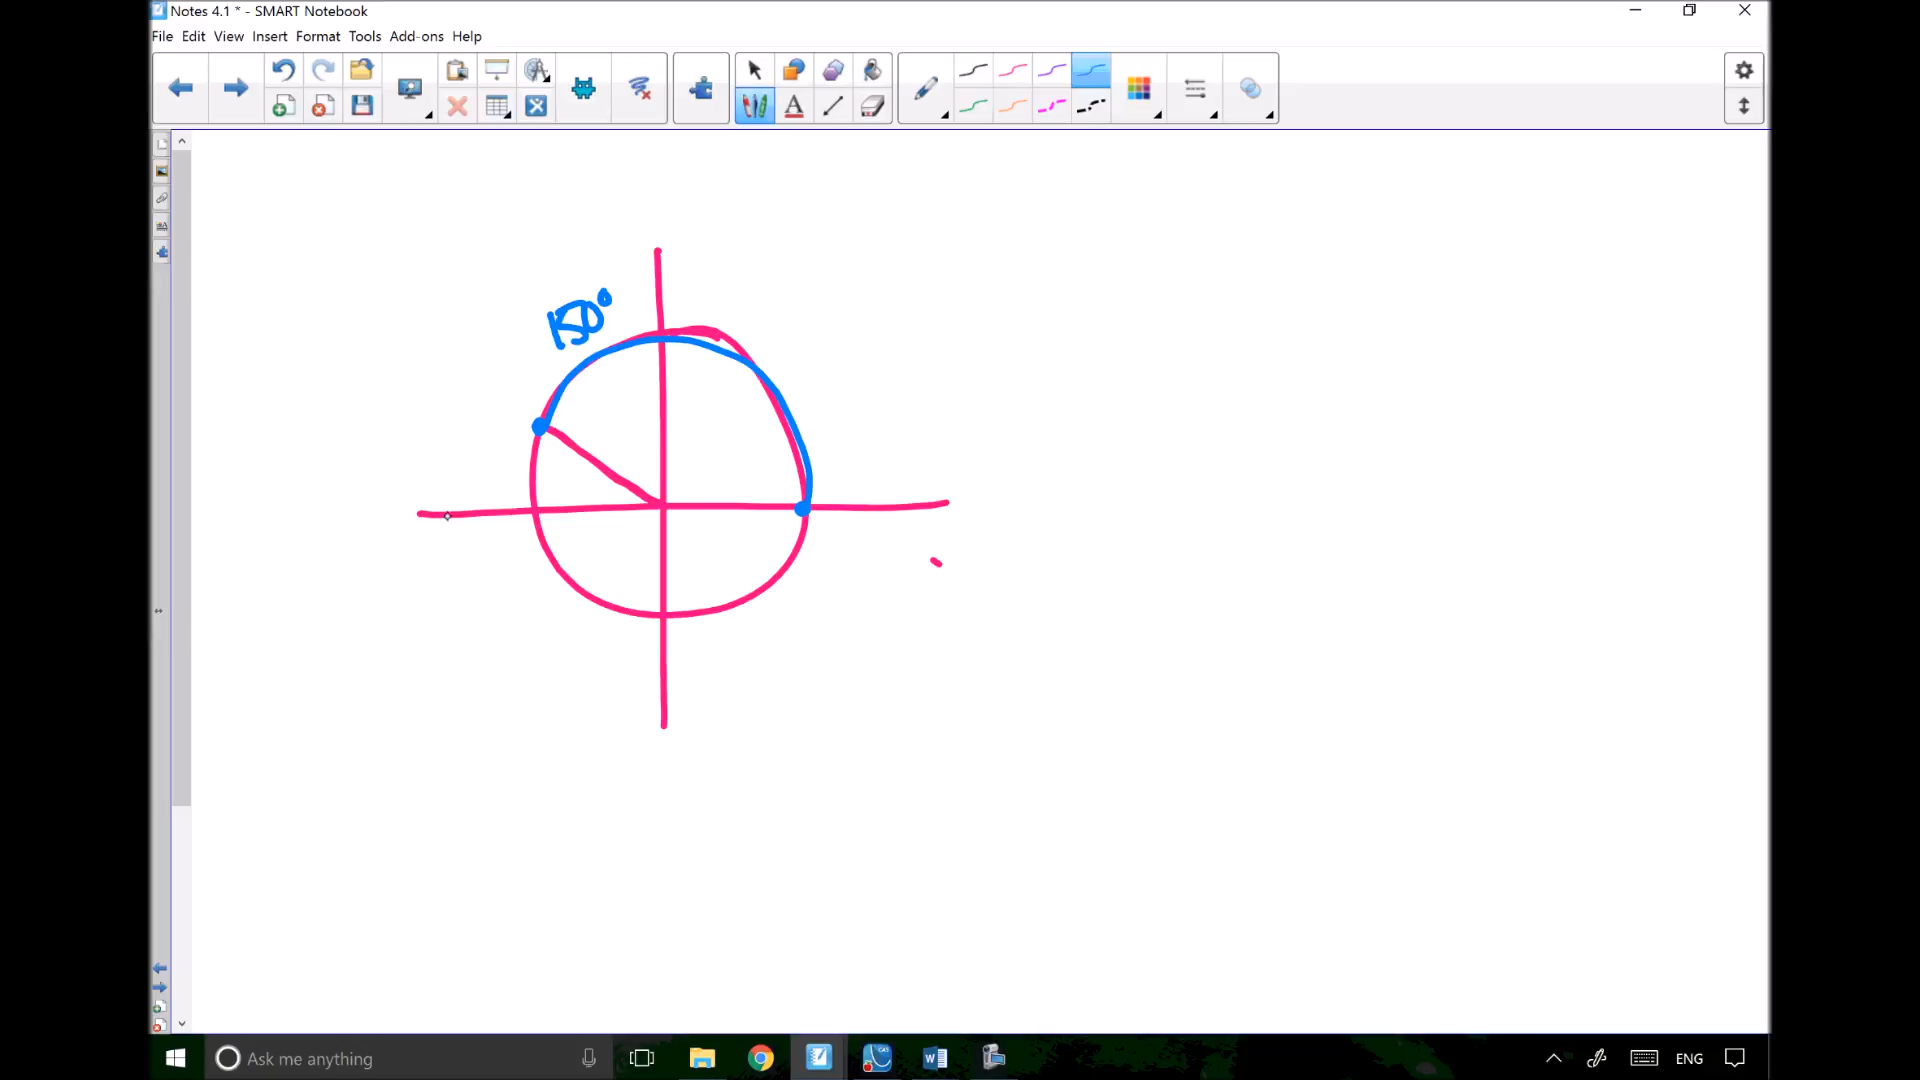 Notes 4.1 * - SMART Notebook
File Edit View Insert Format Tools Add-ons Help
150°
Ask me anything
ENG